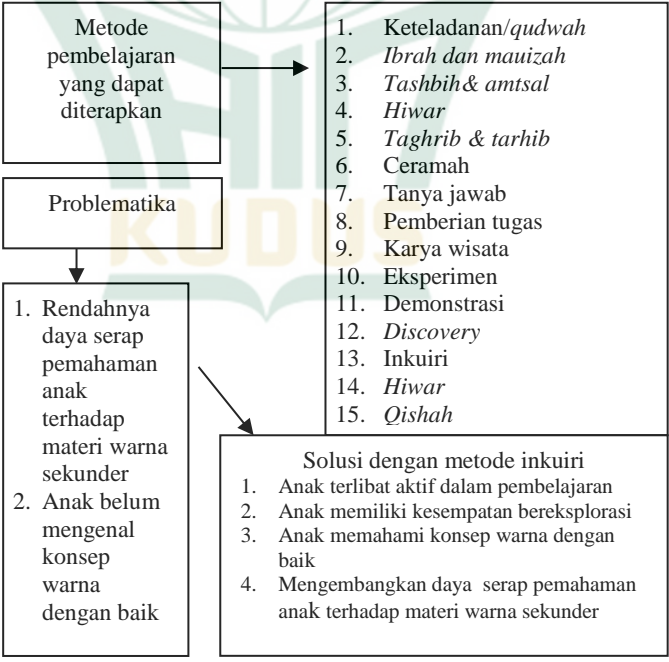 Metode
pembelajaran
yang dapat
diterapkan
1. Keteladanan/qudwah
2. Ibrah dan mauizah
3. Tashbih& amtsal
4. Hiwar
5. Taghrib & tarhib
6. Ceramah
7. Tanya jawab
8. Pemberian tugas
9. Karya wisata
10. Eksperimen
11. Demonstrasi
12. Discovery
13. Inkuiri
14. Hiwar
15. Qishah
Problematika
1. Rendahnya
daya serap
pemahaman
anak
terhadap
materi warna
sekunder
2. Anak belum
mengenal
konsep
warna
dengan baik
Solusi dengan metode inkuiri
1. Anak terlibat aktif dalam pembelajaran
2. Anak memiliki kesempatan bereksplorasi
3. Anak memahami konsep warna dengan
baik
4. Mengembangkan daya serap pemahaman
anak terhadap materi warna sekunder
KUDUS